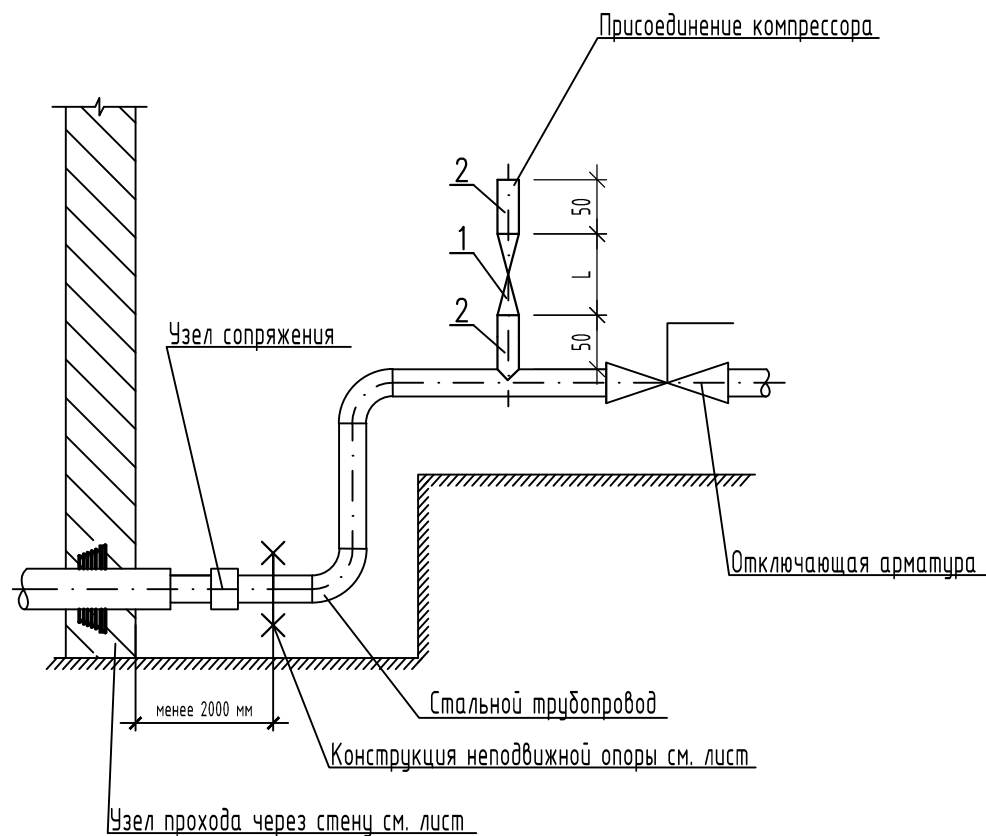 Присоединение компрессора
2
50
1
L
2
50
Узел сопряжения
Отключающая арматура
Стальной трубопровод
менее 2000 мм
Конструкция неподвижной опоры см. лист
Узел прохода через стену см. лист